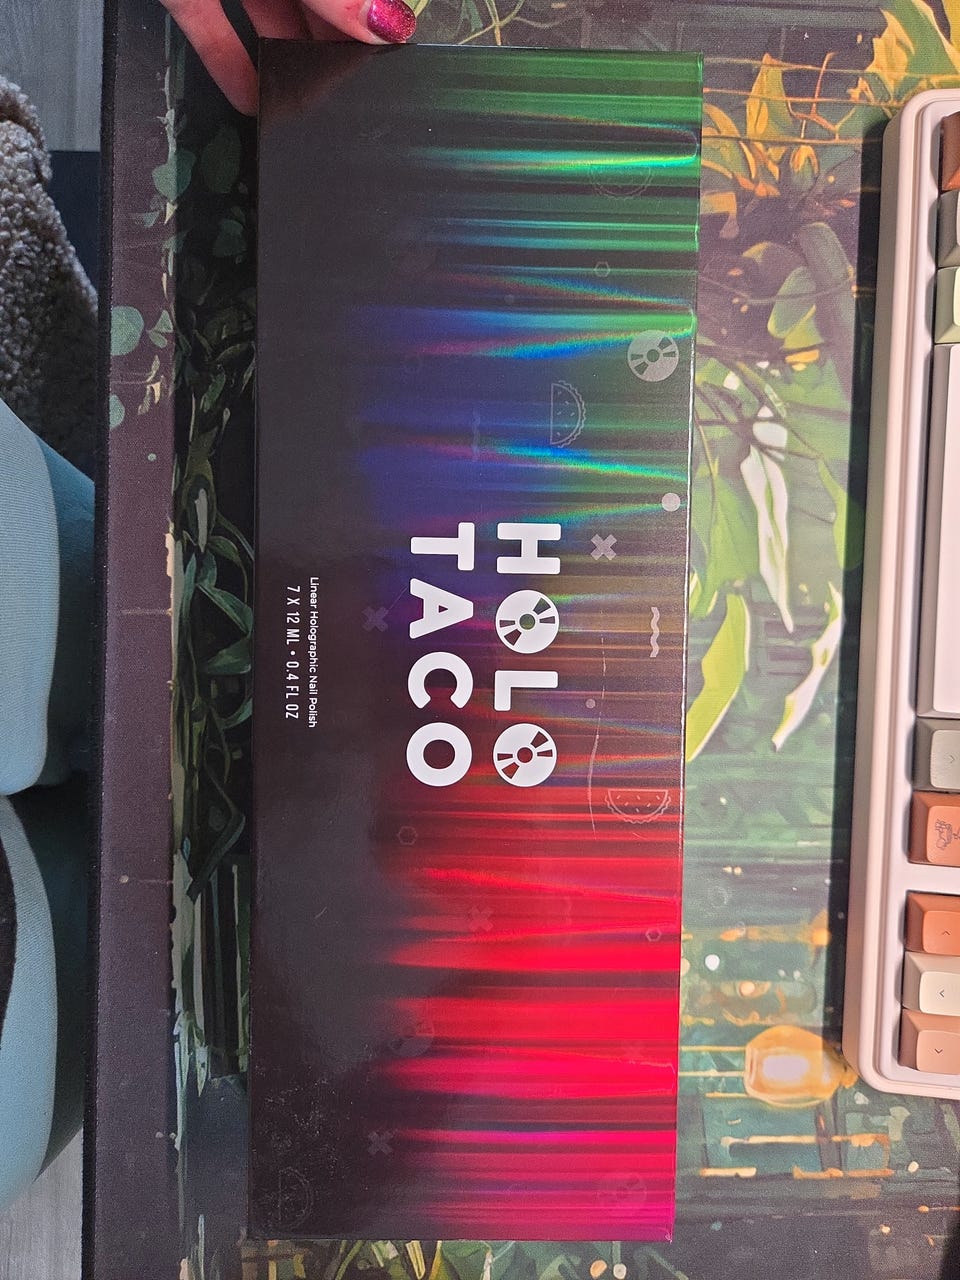 HOLO
TACO
Linear Holographic Nail Polish
7 X 12 ML • 0.4 FL OZ